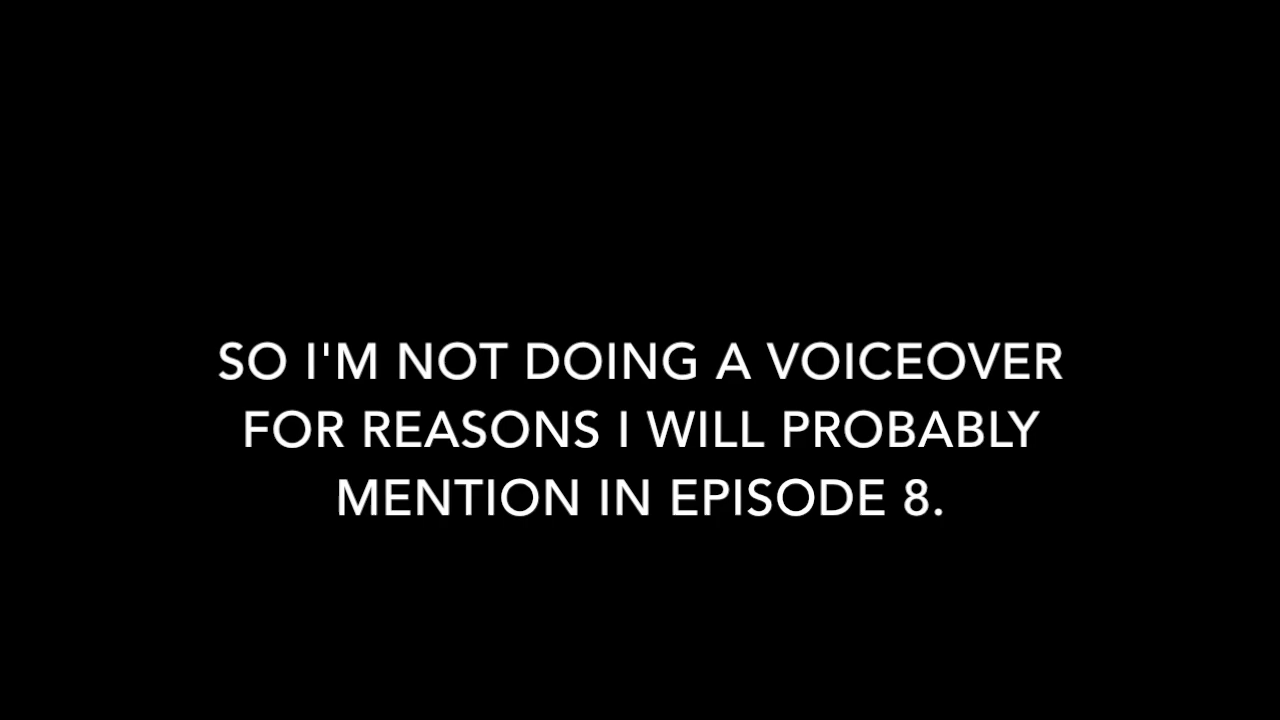 SO I'M NOT DOING A VOICEOVER
FOR REASONS I WILL PROBABLY
MENTION IN EPISODE 8.